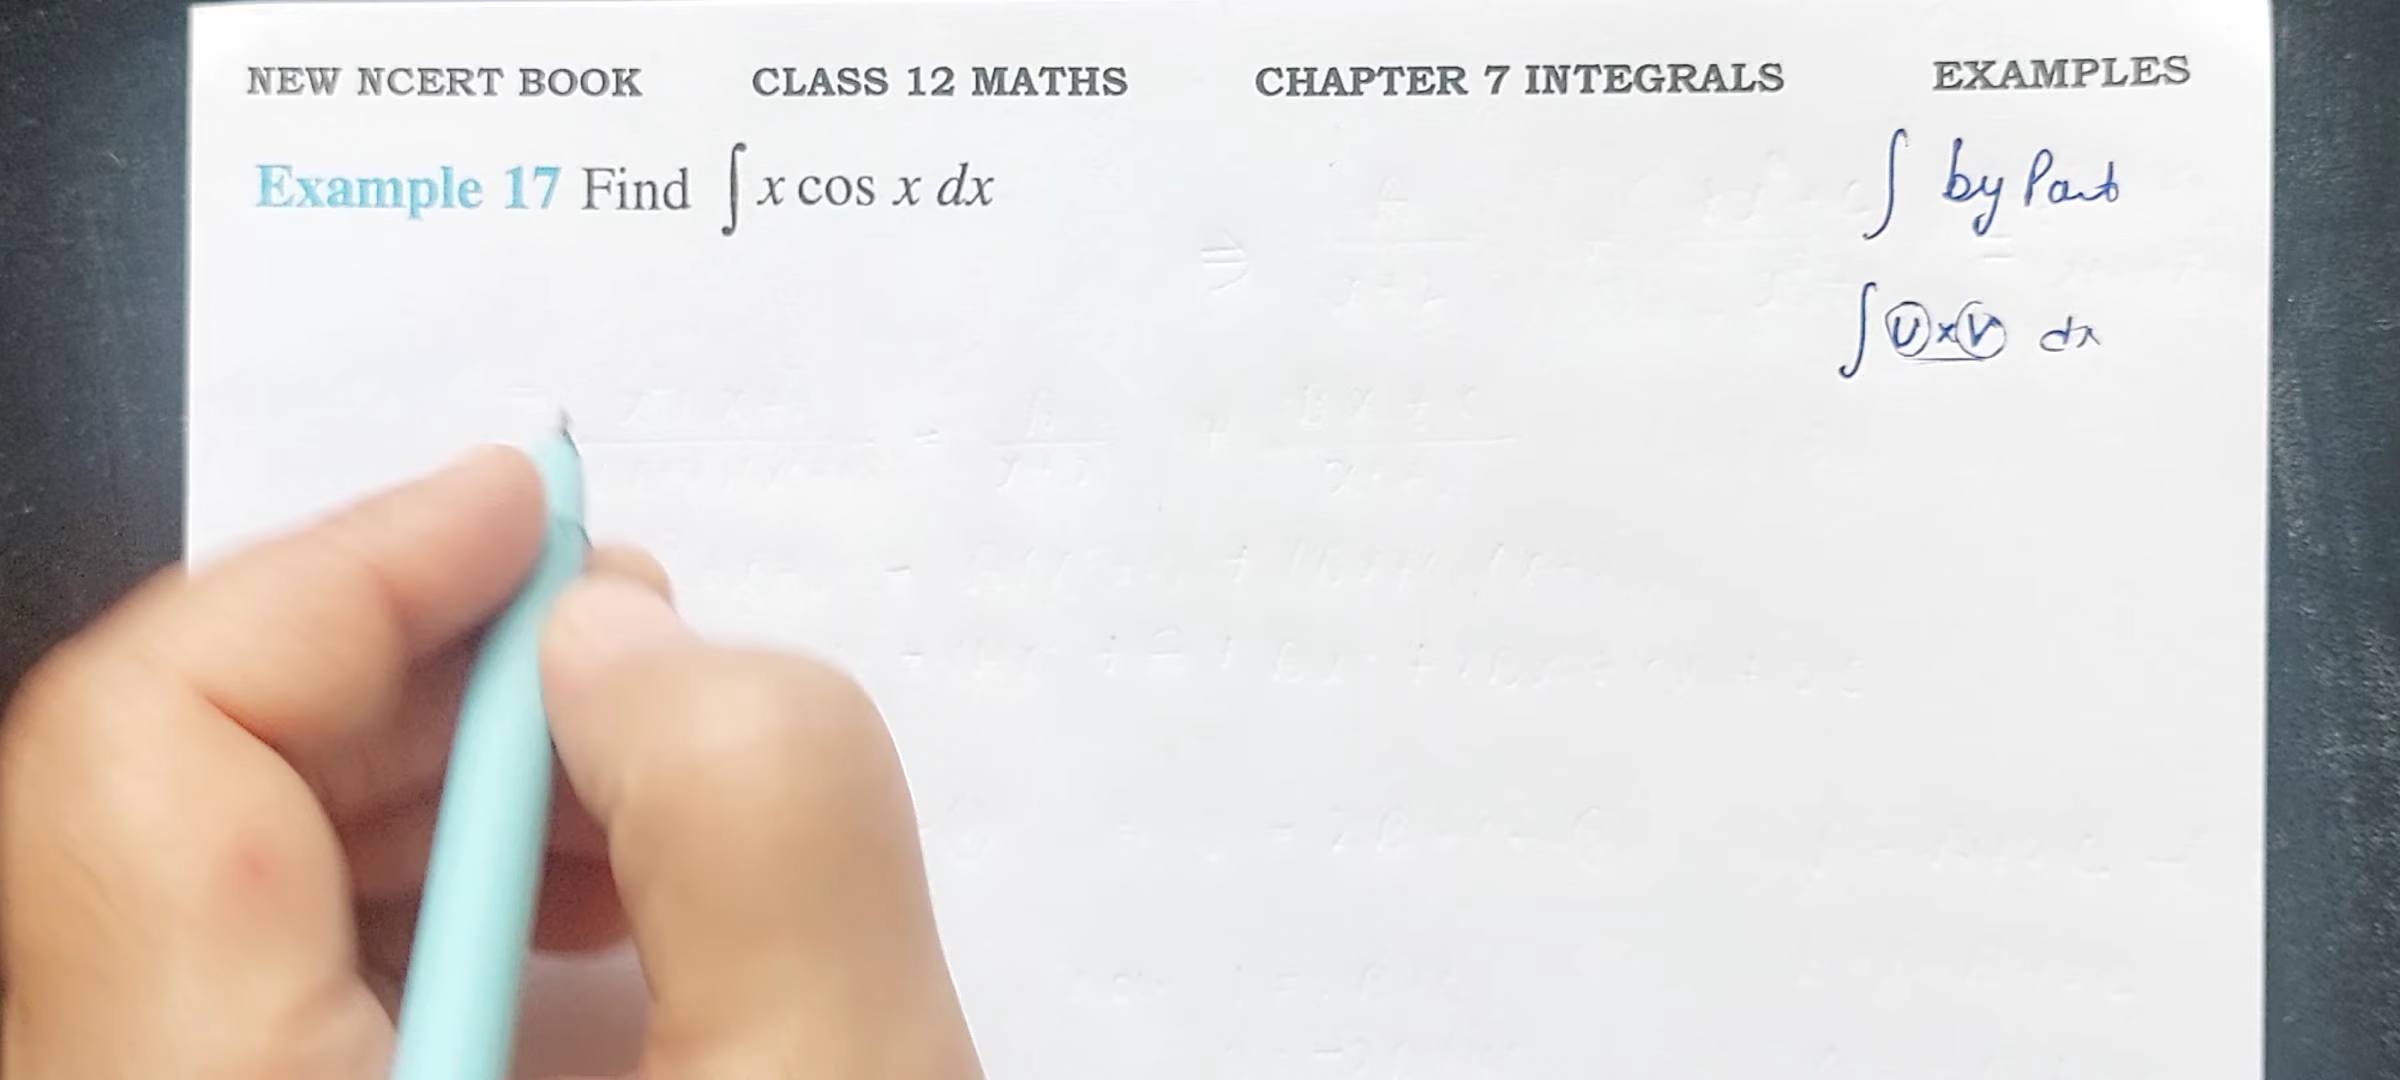 NEW NCERT BOOK CLASS 12 MATHS CHAPTER 7 INTEGRALS EXAMPLES
Example 17 Find ∫ x cos x dx
∫ by Part
∫ U × V dx